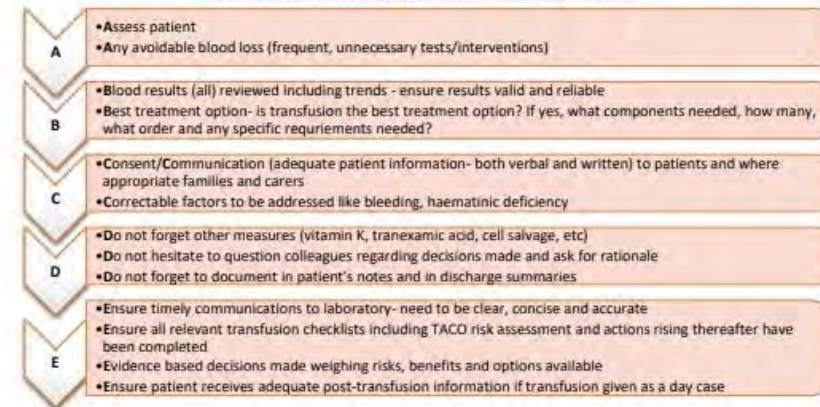 A
•Assess patient
•Any avoidable blood loss (frequent, unnecessary tests/interventions)
B
•Blood results (all) reviewed including trends - ensure results valid and reliable
•Best treatment option- is transfusion the best treatment option? If yes, what components needed, how many,
what order and any specific requriements needed?
C
•Consent/Communication (adequate patient information- both verbal and written) to patients and where
appropriate families and carers
•Correctable factors to be addressed like bleeding, haematinic deficiency
D
•Do not forget other measures (vitamin K, tranexamic acid, cell salvage, etc)
•Do not hesitate to question colleagues regarding decisions made and ask for rationale
•Do not forget to document in patient's notes and in discharge summaries
E
•Ensure timely communications to laboratory- need to be clear, concise and accurate
•Ensure all relevant transfusion checklists including TACO risk assessment and actions rising thereafter have
been completed
•Evidence based decisions made weighing risks, benefits and options available
•Ensure patient receives adequate post-transfusion information if transfusion given as a day case